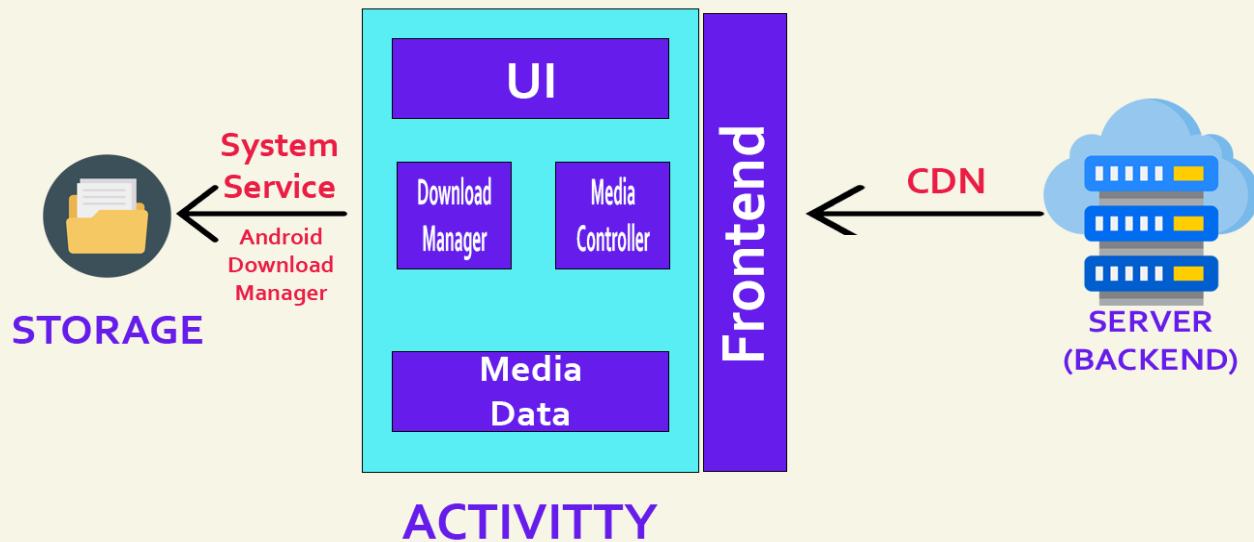 System
Service
Android
Download
Manager
STORAGE
UI
Download
Manager
Media
Controller
Media
Data
ACTIVITTY
Frontend
CDN
SERVER
(BACKEND)